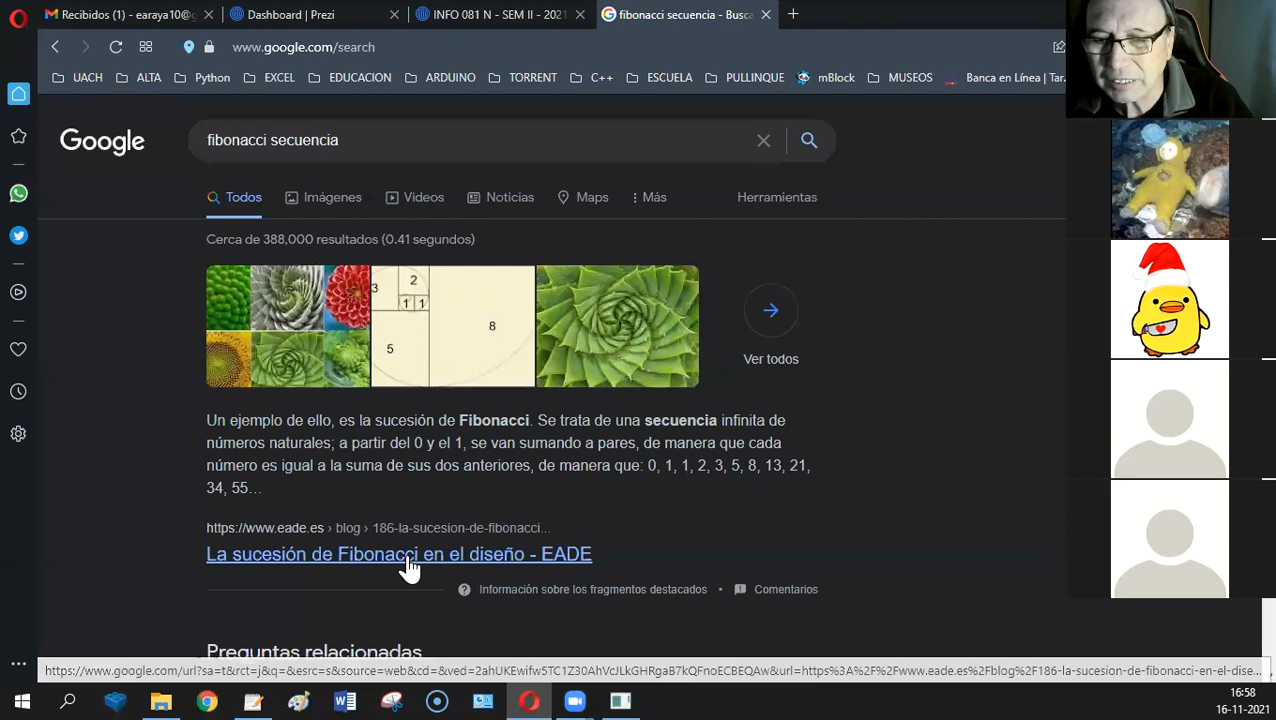 Recibidos (1) - earaya10@g
Dashboard | Prezi
INFO 081 N - SEM II - 2021
fibonacci secuencia - Busca
www.google.com/search
UACH
ALTA
Python
EXCEL
EDUCACION
ARDUINO
TORRENT
C++
ESCUELA
PULLINQUE
mBlock
MUSEOS
Banca en Línea | Tar
Google
fibonacci secuencia
Todos
Imágenes
Videos
Noticias
Maps
Más
Herramientas
Cerca de 388,000 resultados (0.41 segundos)
3
2
1 1
8
5
Ver todos
Un ejemplo de ello, es la sucesión de Fibonacci. Se trata de una secuencia infinita de
números naturales; a partir del 0 y el 1, se van sumando a pares, de manera que cada
número es igual a la suma de sus dos anteriores, de manera que: 0, 1, 1, 2, 3, 5, 8, 13, 21,
34, 55...
https://www.eade.es › blog › 186-la-sucesion-de-fibonacci...
La sucesión de Fibonacci en el diseño - EADE
Información sobre los fragmentos destacados
•
Comentarios
Preguntas relacionadas
https://www.google.com/url?sa=t&rct=j&q=&esrc=s&source=web&cd=&ved=2ahUKEwifw5TC1Z30AhVcJLkGHRgaB7kQFnoECBEQAw&url=https%3A%2F%2Fwww.eade.es%2Fblog%2F186-la-sucesion-de-fibonacci-en-el-dise...
16:58
16-11-2021